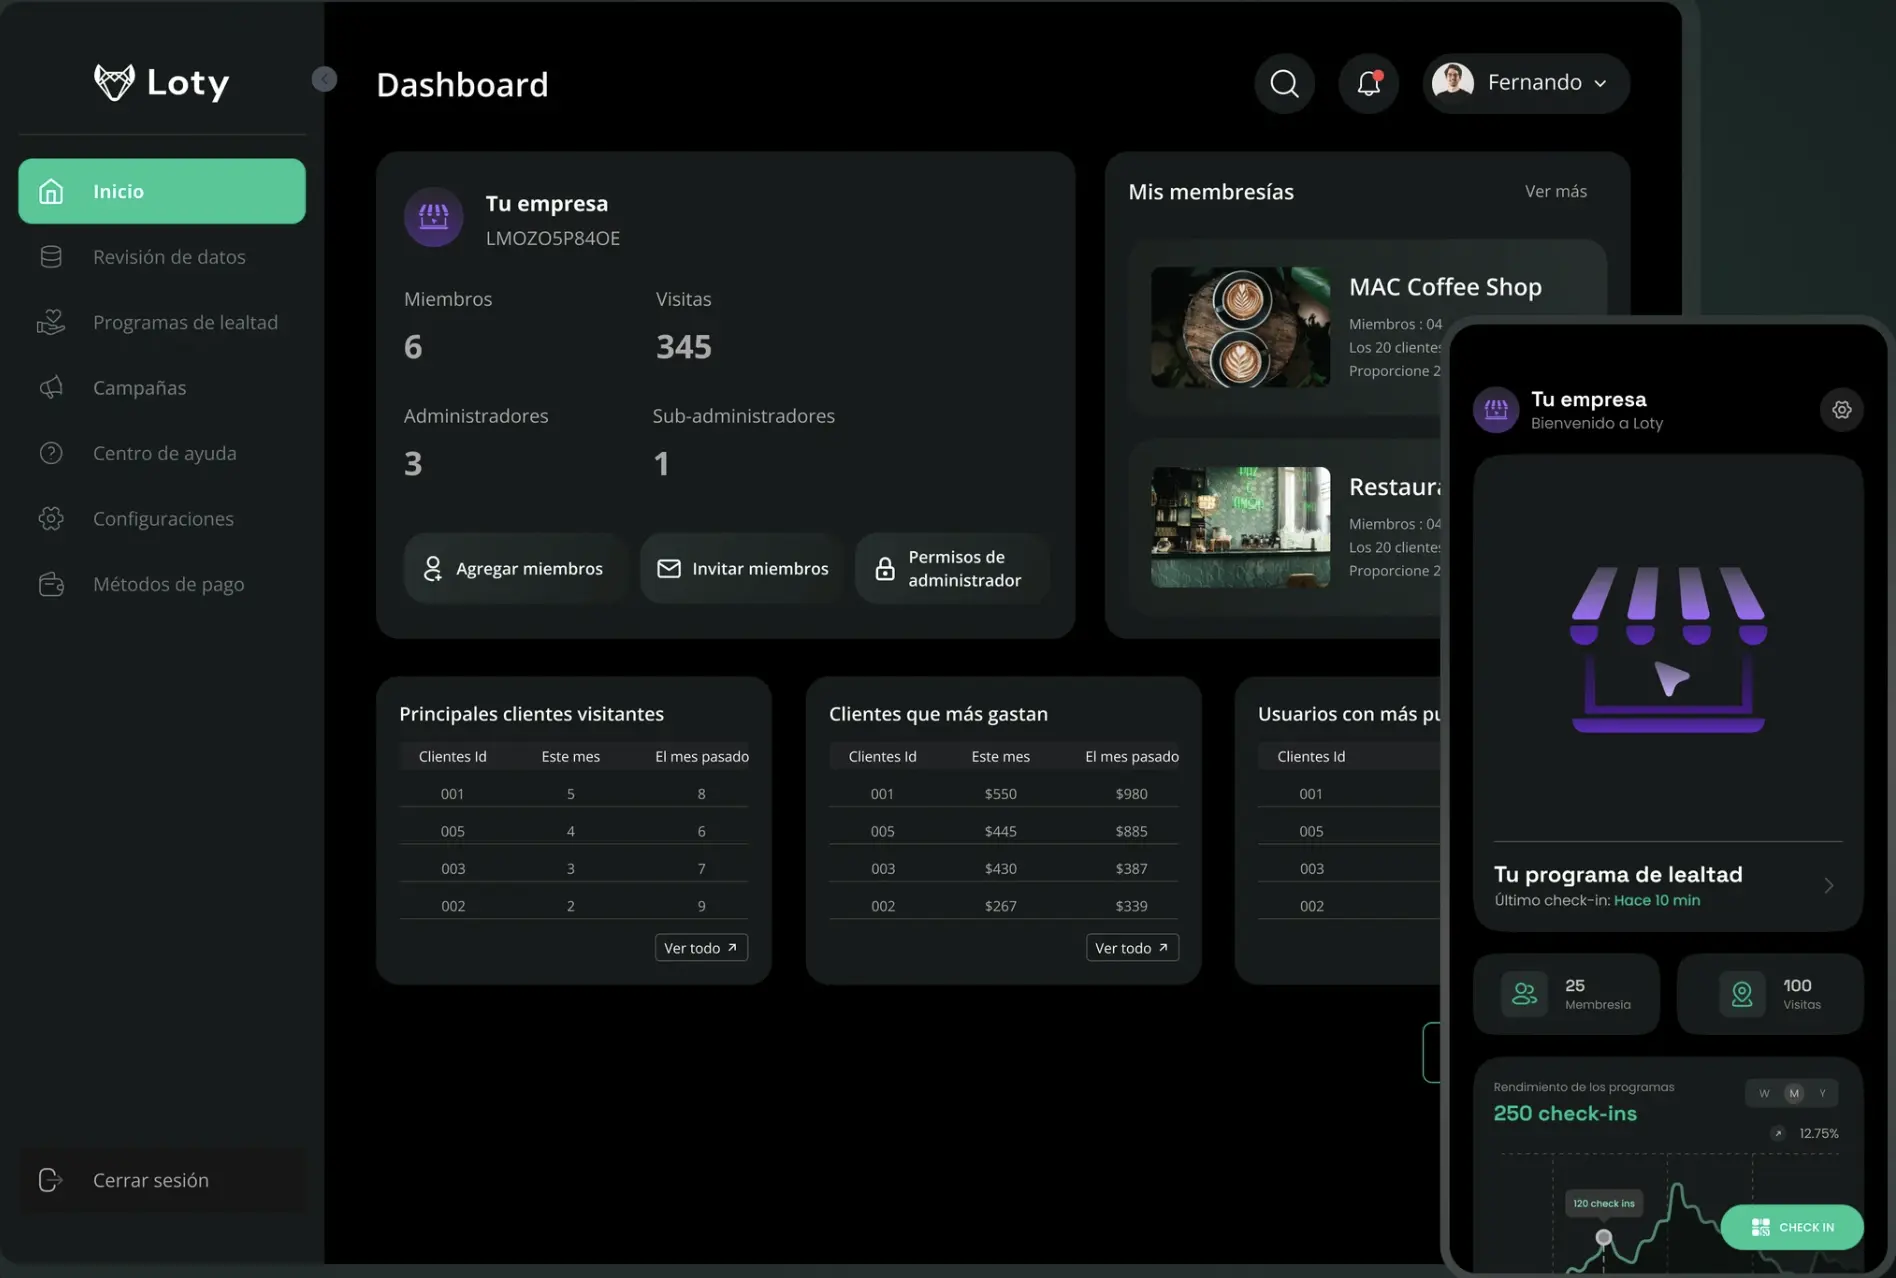 Loty
Inicio
Revisión de datos
Programas de lealtad
Campañas
Centro de ayuda
Configuraciones
Métodos de pago
Cerrar sesión
Dashboard
Fernando
Tu empresa
LMOZO5P84OE
Miembros
Visitas
6
345
Administradores
Sub-administradores
3
1
Agregar miembros
Invitar miembros
Permisos de
administrador
Mis membresías
Ver más
MAC Coffee Shop
Miembros : 04
Los 20 clientes
Proporcione 2
Restaura
Miembros : 04
Los 20 clientes
Proporcione 2
Principales clientes visitantes
Clientes Id Este mes El mes pasado
001 5 8
005 4 6
003 3 7
002 2 9
Ver todo
Clientes que más gastan
Clientes Id Este mes El mes pasado
001 $550 $980
005 $445 $885
003 $430 $387
002 $267 $339
Ver todo
Usuarios con más pu
Clientes Id
001
005
003
002
Tu empresa
Bienvenido a Loty
Tu programa de lealtad
Último check-in: Hace 10 min
25
Membresia
100
Visitas
Rendimiento de los programas
W M Y
250 check-ins
12.75%
120 check ins
CHECK IN